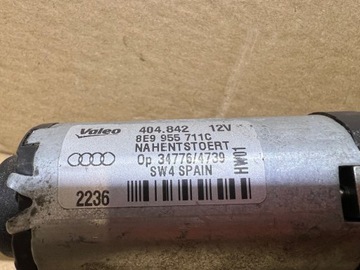 Valeo 404.842 12V
8E9 955 711C
NAHENTSTOERT
Op 34776/4739
SW4 SPAIN
HW01
2236